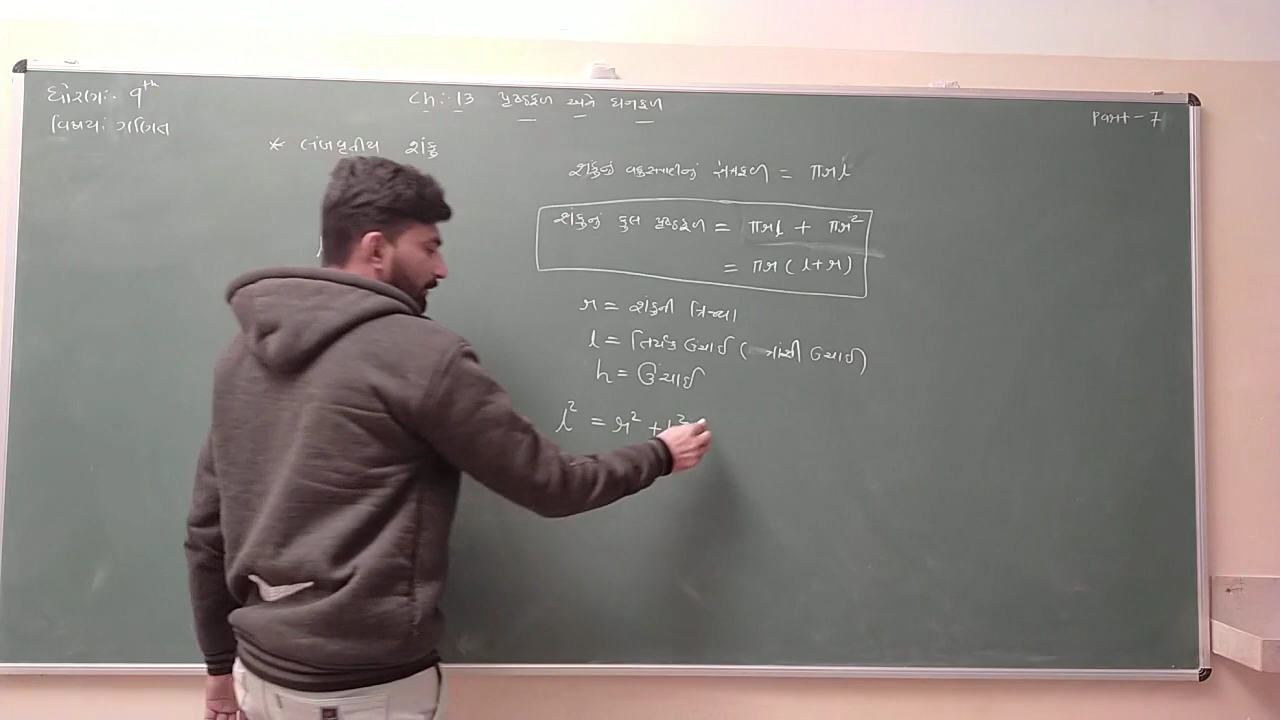 ધોરણ:- 9th
વિષય: ગણિત
Ch:-13 પૃષ્ઠફળ અને ઘનફળ
Part - 7
* લંબવૃતીય શંકુ
શંકુનું વક્રસપાટીનું ક્ષેત્રફળ = πrl
શંકુનું કુલ પૃષ્ઠફળ = πrl + πr²
= πr(l+r)
r = શંકુની ત્રિજ્યા
l = તિર્યક ઉંચાઈ ( ત્રાંસી ઉંચાઈ)
h = ઉંચાઈ
l² = r² + h²